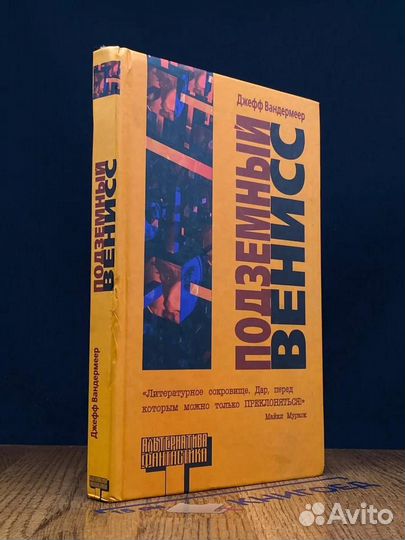 Джефф Вандермеер
ПОДЗЕМНЫЙ
ВЕНИСС
«Литературное сокровище. Дар, перед
которым можно только ПРЕКЛОНЯТЬСЯ!»
Майкл Муркок
АЛЬТЕРНАТИВА
ФАНТАСТИКА
ПОДЗЕМНЫЙ
ВЕНИСС
Джефф Вандермеер
Avito